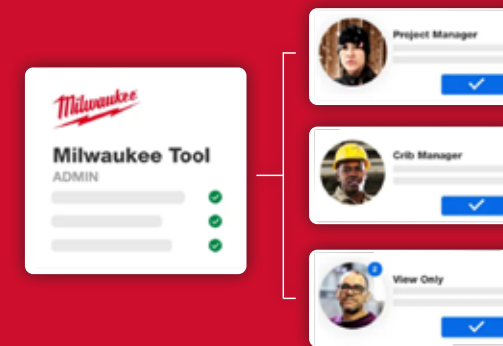 Milwaukee
Milwaukee Tool
ADMIN
Project Manager
Crib Manager
View Only